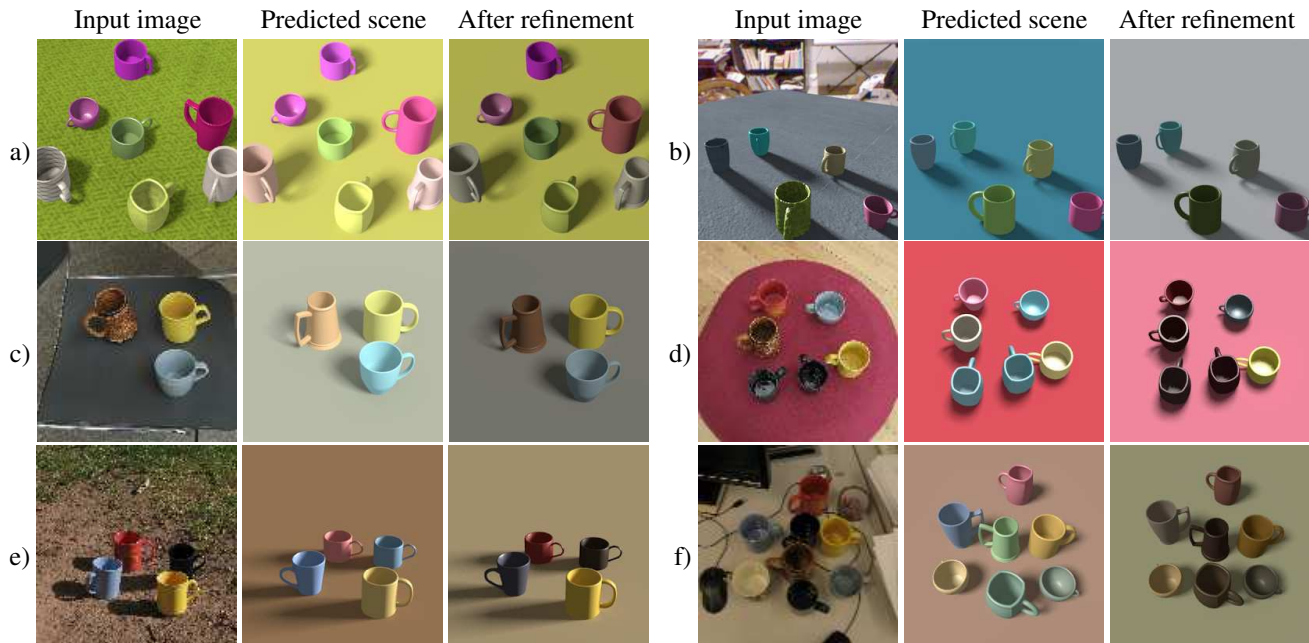 Input image Predicted scene After refinement Input image Predicted scene After refinement
a) b)
c) d)
e) f)